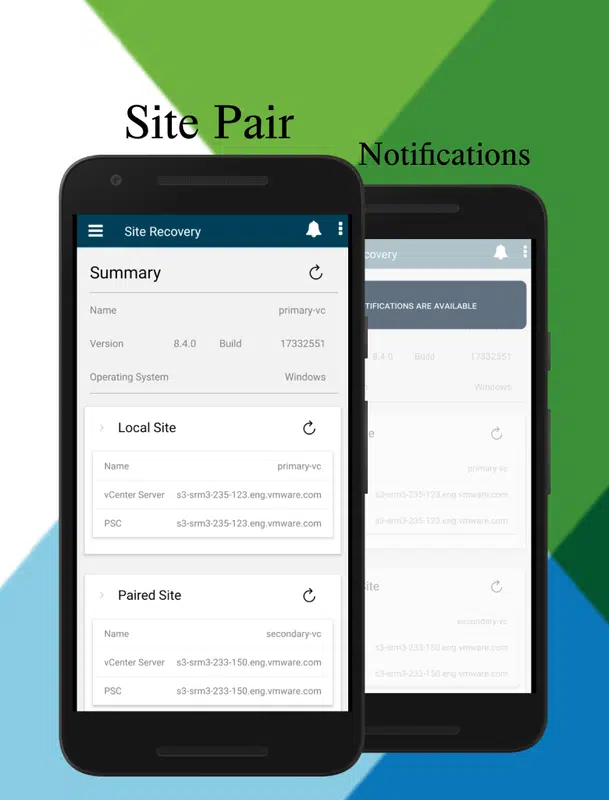 Site Pair
Notifications
Site Recovery
Summary
Name primary-vc
Version 8.4.0 Build 17332551
Operating System Windows
Local Site
Name primary-vc
vCenter Server s3-srm3-235-123.eng.vmware.com
PSC s3-srm3-235-123.eng.vmware.com
Paired Site
Name secondary-vc
vCenter Server s3-srm3-233-150.eng.vmware.com
PSC s3-srm3-233-150.eng.vmware.com
covery
TIFICATIONS ARE AVAILABLE
8.4.0 Build 17332551
Windows
primary-vc
s3-srm3-235-123.eng.vmware.com
s3-srm3-235-123.eng.vmware.com
Site
secondary-vc
s3-srm3-233-150.eng.vmware.com
s3-srm3-233-150.eng.vmware.com